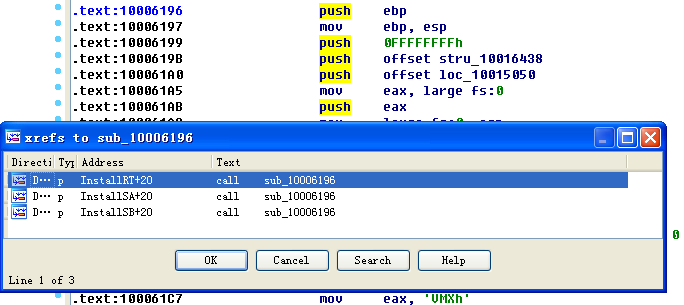 .text:10006196 push ebp
.text:10006197 mov ebp, esp
.text:10006199 push 0FFFFFFFFh
.text:1000619B push offset stru_10016438
.text:100061A0 push offset loc_10015050
.text:100061A5 mov eax, large fs:0
.text:100061AB push eax
xrefs to sub_10006196
Directi Typ Address Text
D… p InstallRT+20 call sub_10006196
D… p InstallSA+20 call sub_10006196
D… p InstallSB+20 call sub_10006196
0
OK Cancel Search Help
Line 1 of 3
.text:100061C7 mov eax, 'VMXh'